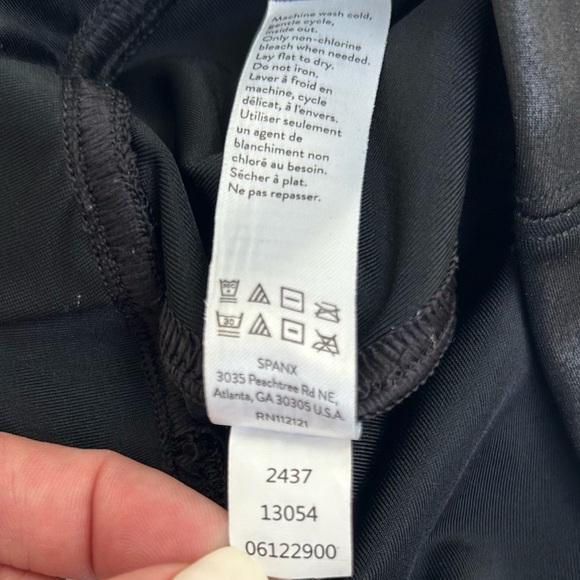 Machine wash cold,
gentle cycle,
inside out.
Only non-chlorine
bleach when needed.
Lay flat to dry.
Do not iron.
Laver à froid en
machine, cycle
délicat, à l'envers.
Utiliser seulement
un agent de
blanchiment non
chloré au besoin.
Sécher à plat.
Ne pas repasser.
30
SPANX
3035 Peachtree Rd NE,
Atlanta, GA 30305 U.S.A.
RN112121
2437
13054
06122900